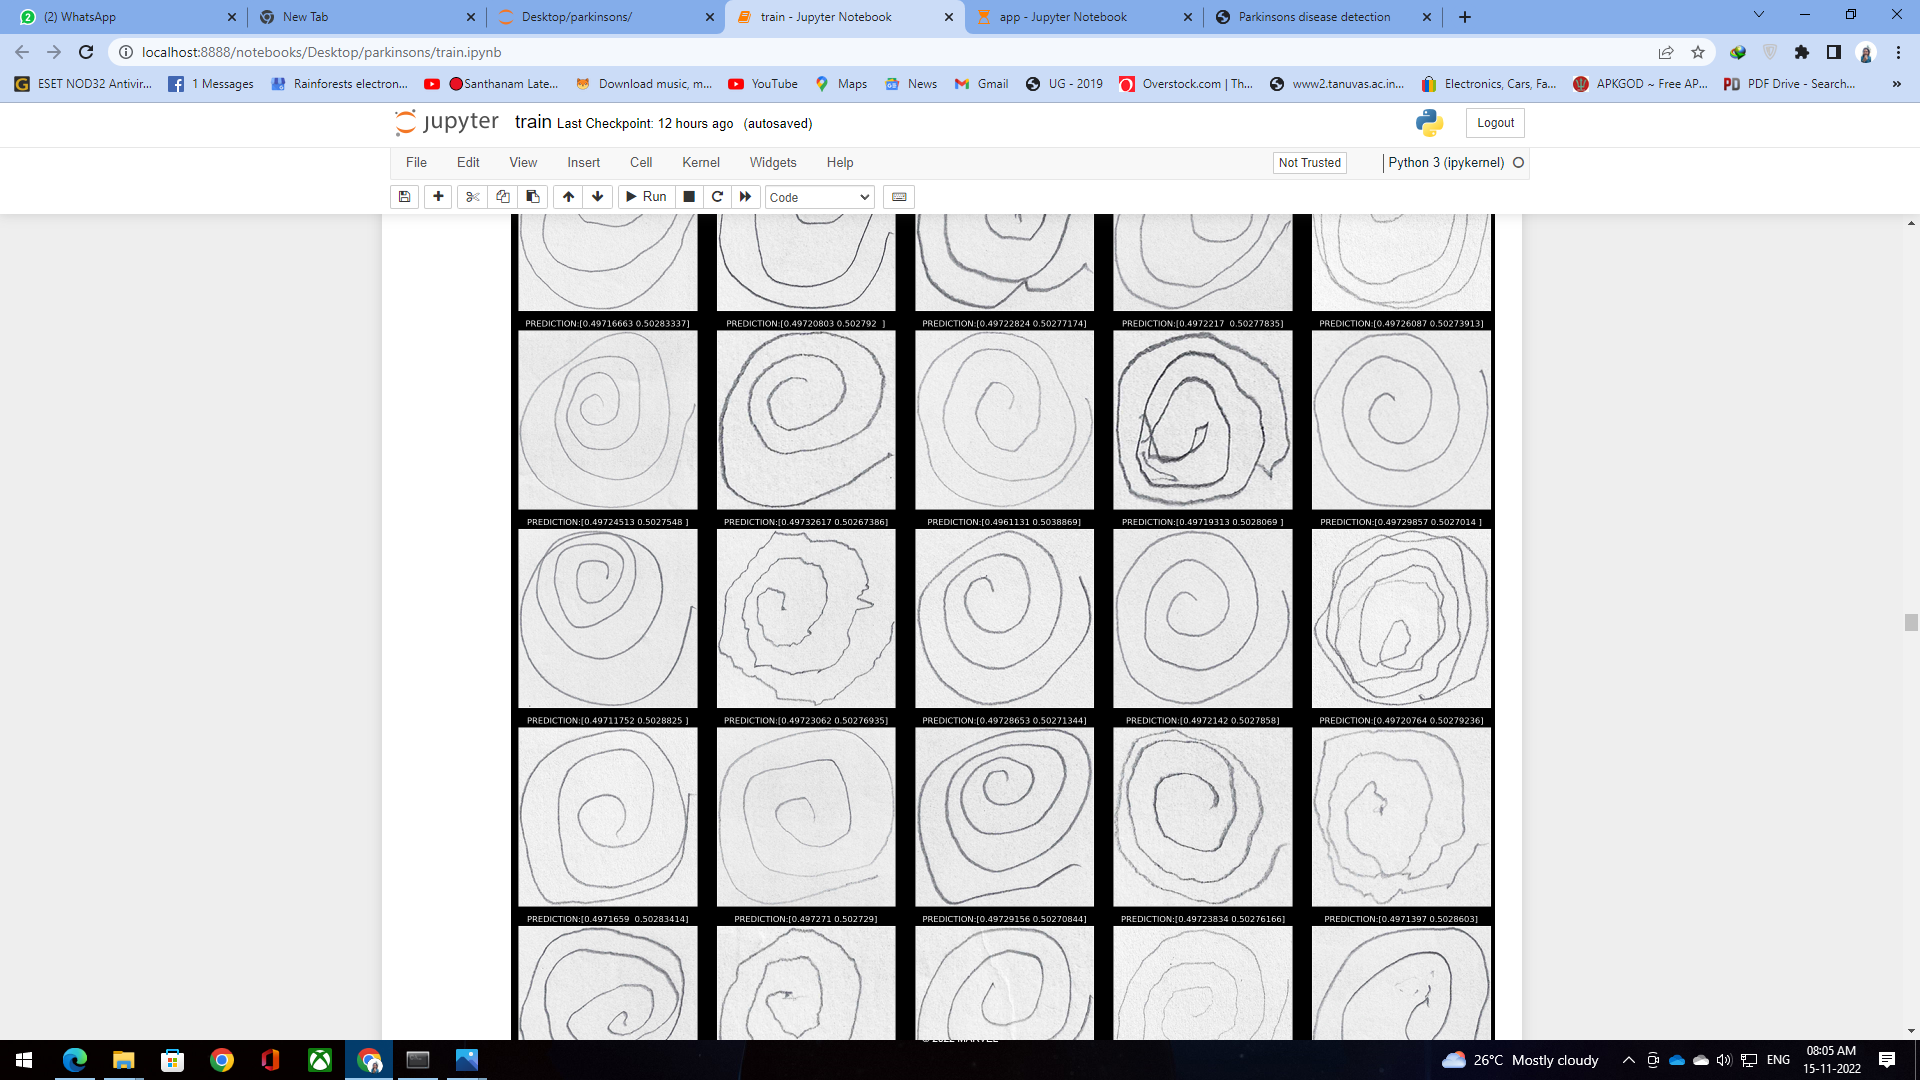 (2) WhatsApp
New Tab
Desktop/parkinsons/
train - Jupyter Notebook
app - Jupyter Notebook
Parkinsons disease detection
localhost:8888/notebooks/Desktop/parkinsons/train.ipynb
ESET NOD32 Antivir...
1 Messages
Rainforests electron...
Santhanam Late...
Download music, m...
YouTube
Maps
News
Gmail
UG - 2019
Overstock.com | Th...
www2.tanuvas.ac.in...
Electronics, Cars, Fa...
APKGOD ~ Free AP...
PDF Drive - Search...
»
jupyter train Last Checkpoint: 12 hours ago (autosaved)
Logout
File Edit View Insert Cell Kernel Widgets Help
Not Trusted
Python 3 (ipykernel)
Run
Code
PREDICTION:[0.49716663 0.50283337] PREDICTION:[0.49720803 0.502792 ] PREDICTION:[0.49722824 0.50277174] PREDICTION:[0.4972217 0.50277835] PREDICTION:[0.49726087 0.50273913]
PREDICTION:[0.49724513 0.5027548 ] PREDICTION:[0.49732617 0.50267386] PREDICTION:[0.4961131 0.5038869] PREDICTION:[0.49719313 0.5028069 ] PREDICTION:[0.49729857 0.5027014 ]
PREDICTION:[0.49711752 0.5028825 ] PREDICTION:[0.49723062 0.50276935] PREDICTION:[0.49728653 0.50271344] PREDICTION:[0.4972142 0.5027858] PREDICTION:[0.49720764 0.50279236]
PREDICTION:[0.4971659 0.50283414] PREDICTION:[0.497271 0.502729] PREDICTION:[0.49729156 0.50270844] PREDICTION:[0.49723834 0.50276166] PREDICTION:[0.4971397 0.5028603]
© 2022 MARVEL
26°C Mostly cloudy
ENG
08:05 AM
15-11-2022